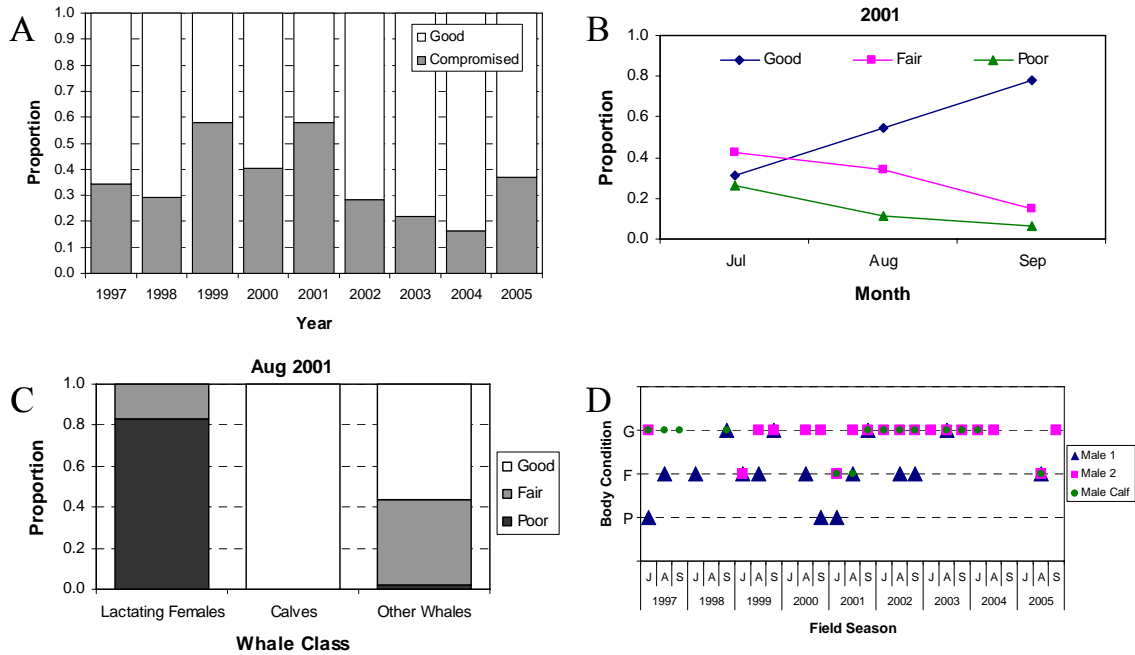 A
1.0
0.9
0.8
0.7
0.6
0.5
0.4
0.3
0.2
0.1
0.0
Proportion
Good
Compromised
1997 1998 1999 2000 2001 2002 2003 2004 2005
Year
B
2001
1.0
0.8
0.6
0.4
0.2
0.0
Proportion
Good Fair Poor
Jul Aug Sep
Month
C
Aug 2001
1.0
0.8
0.6
0.4
0.2
0.0
Proportion
Good
Fair
Poor
Lactating Females Calves Other Whales
Whale Class
D
G
F
P
Body Condition
Male 1
Male 2
Male Calf
J A S J A S J A S J A S J A S J A S J A S J A S J A S
1997 1998 1999 2000 2001 2002 2003 2004 2005
Field Season